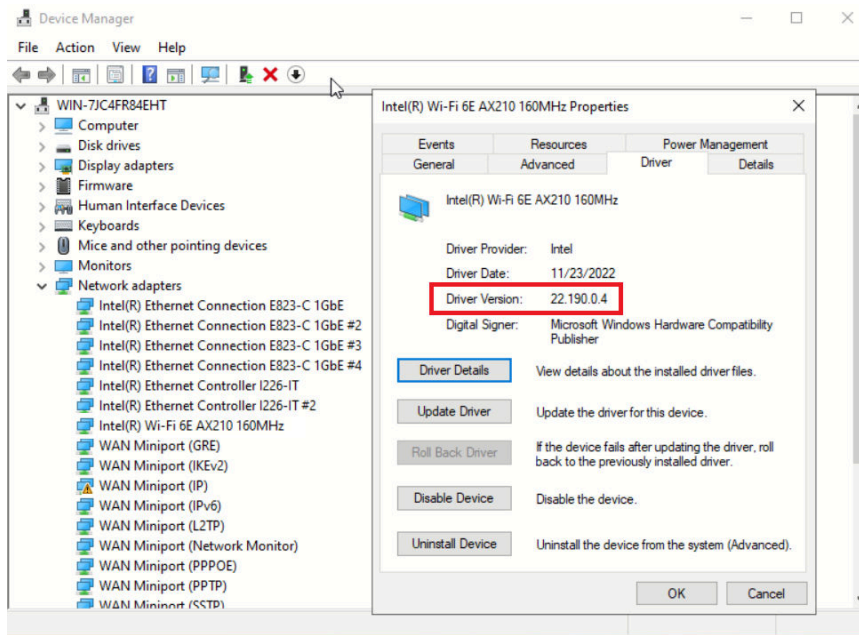 Device Manager
File Action View Help
WIN-7JC4FR84EHT
Computer
Disk drives
Display adapters
Firmware
Human Interface Devices
Keyboards
Mice and other pointing devices
Monitors
Network adapters
Intel(R) Ethernet Connection E823-C 1GbE
Intel(R) Ethernet Connection E823-C 1GbE #2
Intel(R) Ethernet Connection E823-C 1GbE #3
Intel(R) Ethernet Connection E823-C 1GbE #4
Intel(R) Ethernet Controller I226-IT
Intel(R) Ethernet Controller I226-IT #2
Intel(R) Wi-Fi 6E AX210 160MHz
WAN Miniport (GRE)
WAN Miniport (IKEv2)
WAN Miniport (IP)
WAN Miniport (IPv6)
WAN Miniport (L2TP)
WAN Miniport (Network Monitor)
WAN Miniport (PPPOE)
WAN Miniport (PPTP)
WAN Miniport (SSTP)
Intel(R) Wi-Fi 6E AX210 160MHz Properties
Events Resources Power Management
General Advanced Driver Details
Intel(R) Wi-Fi 6E AX210 160MHz
Driver Provider: Intel
Driver Date: 11/23/2022
Driver Version: 22.190.0.4
Digital Signer: Microsoft Windows Hardware Compatibility
Publisher
Driver Details View details about the installed driver files.
Update Driver Update the driver for this device.
Roll Back Driver If the device fails after updating the driver, roll
back to the previously installed driver.
Disable Device Disable the device.
Uninstall Device Uninstall the device from the system (Advanced).
OK Cancel